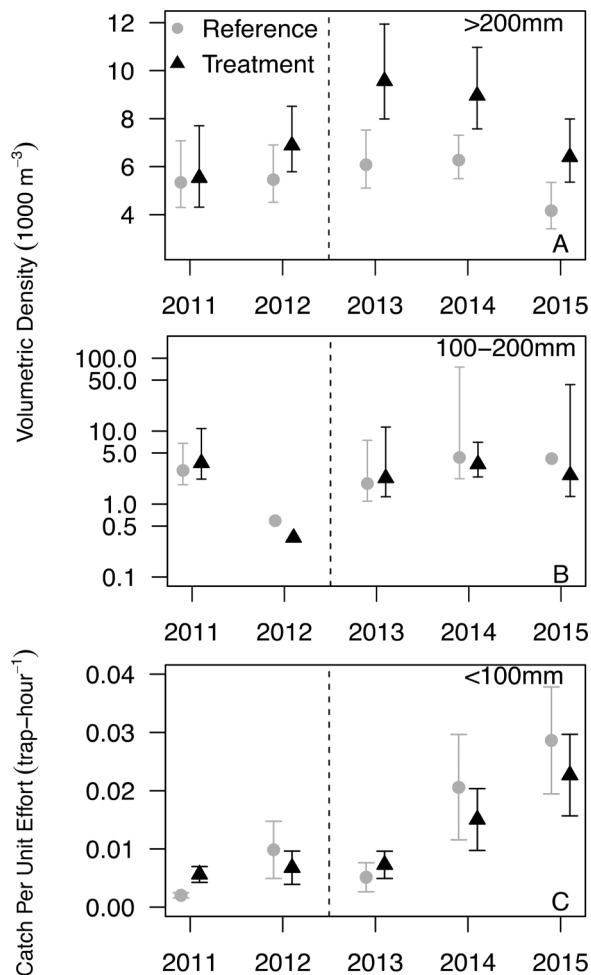 Volumetric Density (1000 m⁻³)
12
10
8
6
4
Reference
Treatment
>200mm
A
2011 2012 2013 2014 2015
100.0
50.0
10.0
5.0
1.0
0.5
0.1
100−200mm
B
2011 2012 2013 2014 2015
Catch Per Unit Effort (trap−hour⁻¹)
0.04
0.03
0.02
0.01
0.00
<100mm
C
2011 2012 2013 2014 2015